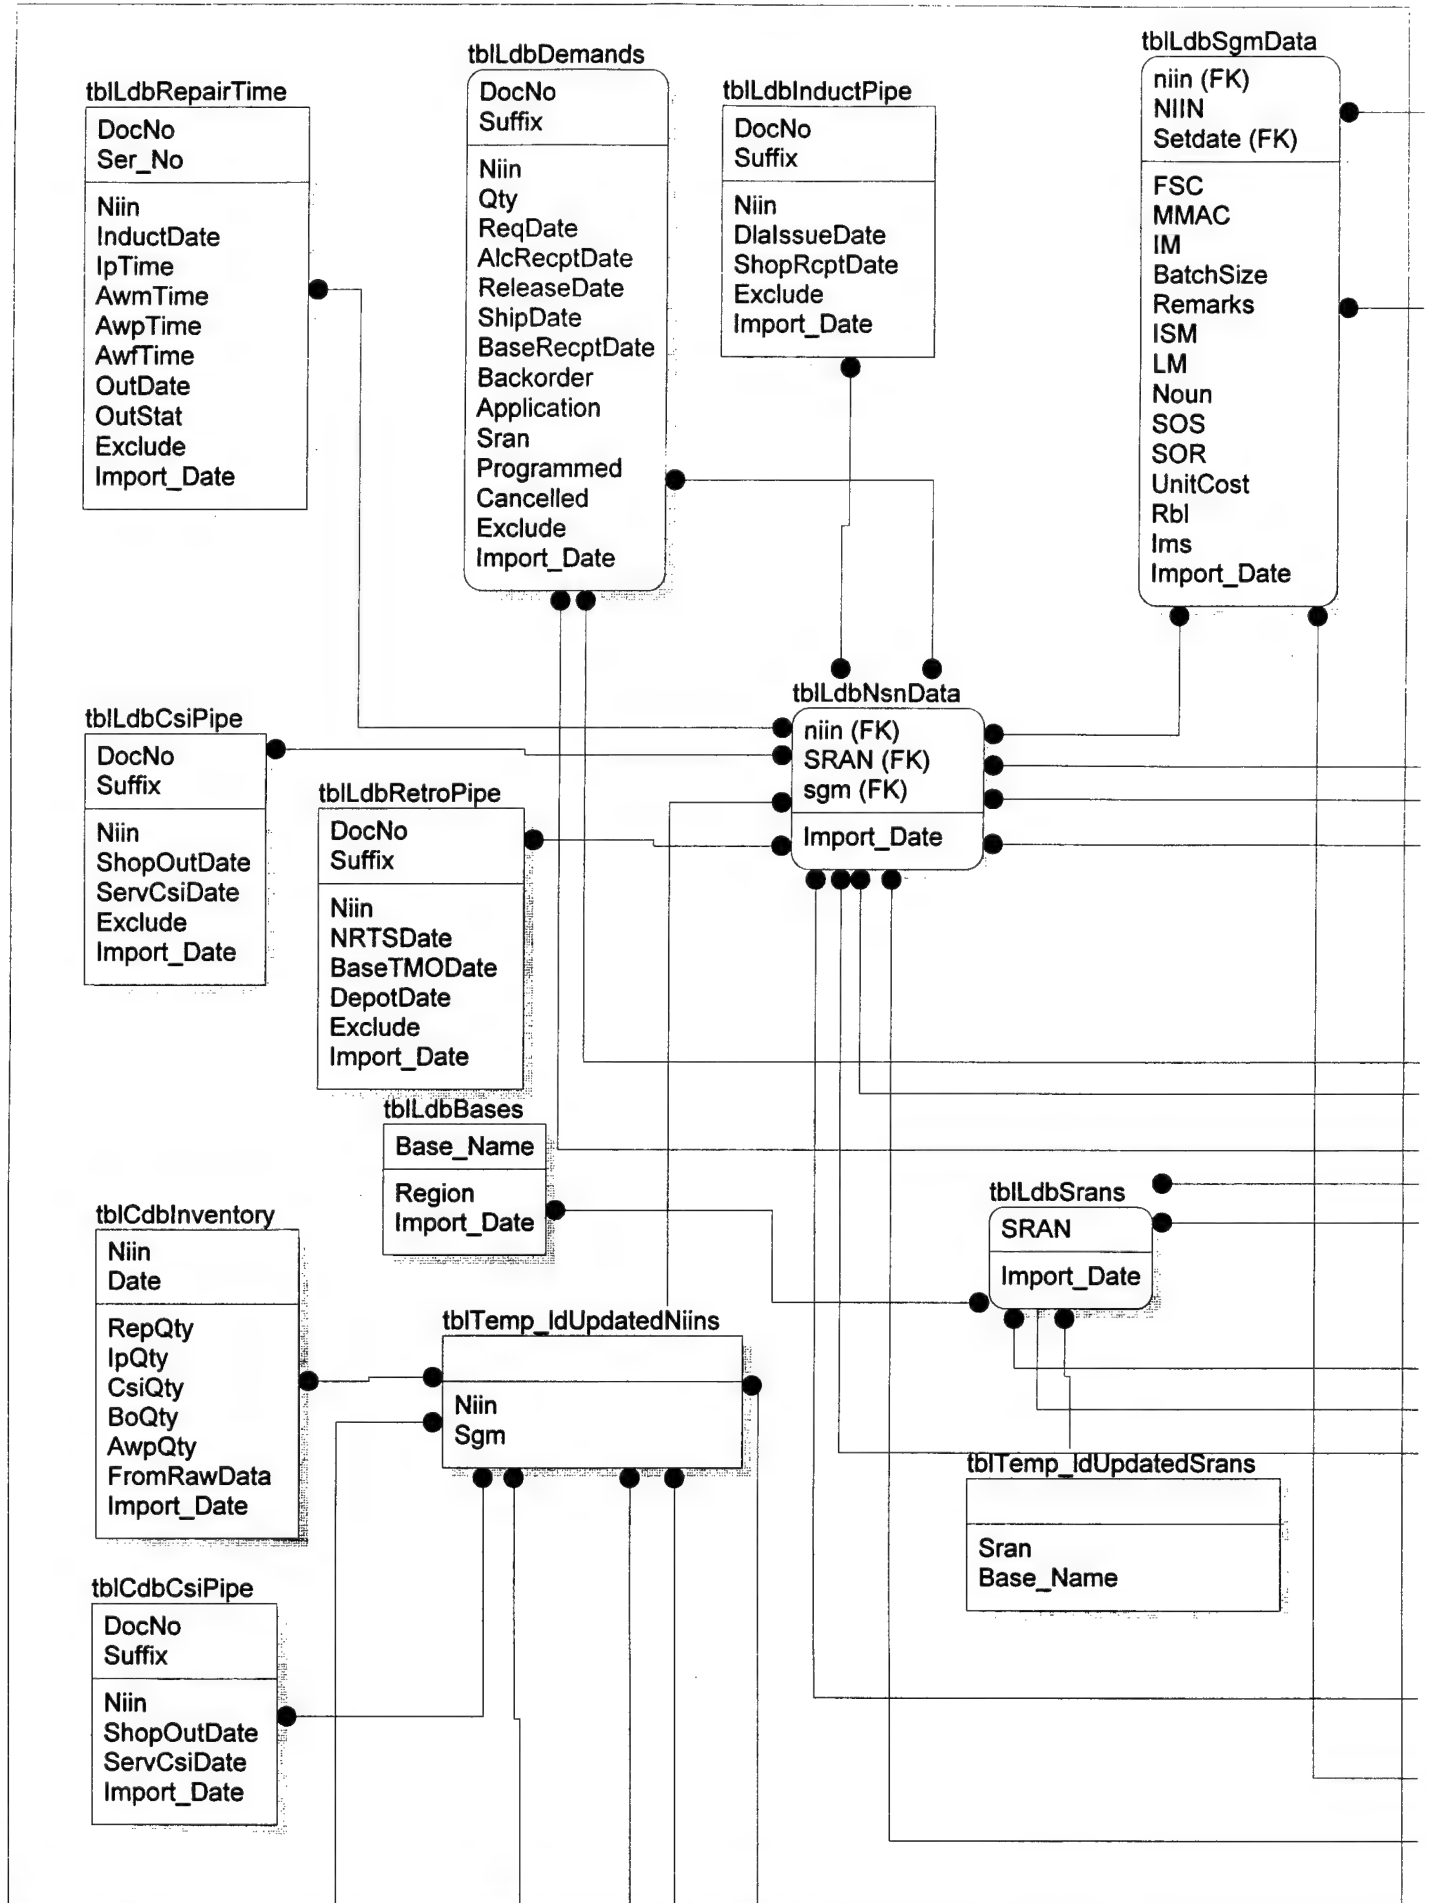 tblLdbDemands
DocNo
Suffix
Niin
Qty
ReqDate
AlcRecptDate
ReleaseDate
ShipDate
BaseRecptDate
Backorder
Application
Sran
Programmed
Cancelled
Exclude
Import_Date
tblLdbSgmData
niin (FK)
NIIN
Setdate (FK)
FSC
MMAC
IM
BatchSize
Remarks
ISM
LM
Noun
SOS
SOR
UnitCost
Rbl
Ims
Import_Date
tblLdbRepairTime
DocNo
Ser_No
Niin
InductDate
IpTime
AwmTime
AwpTime
AwfTime
OutDate
OutStat
Exclude
Import_Date
tblLdbInductPipe
DocNo
Suffix
Niin
DlaIssueDate
ShopRcptDate
Exclude
Import_Date
tblLdbNsnData
niin (FK)
SRAN (FK)
sgm (FK)
Import_Date
tblLdbCsiPipe
DocNo
Suffix
Niin
ShopOutDate
ServCsiDate
Exclude
Import_Date
tblLdbRetroPipe
DocNo
Suffix
Niin
NRTSDate
BaseTMODate
DepotDate
Exclude
Import_Date
tblLdbBases
Base_Name
Region
Import_Date
tblLdbSrans
SRAN
Import_Date
tblCdbInventory
Niin
Date
RepQty
IpQty
CsiQty
BoQty
AwpQty
FromRawData
Import_Date
tblTemp_IdUpdatedNiins
Niin
Sgm
tblTemp_IdUpdatedSrans
Sran
Base_Name
tblCdbCsiPipe
DocNo
Suffix
Niin
ShopOutDate
ServCsiDate
Import_Date